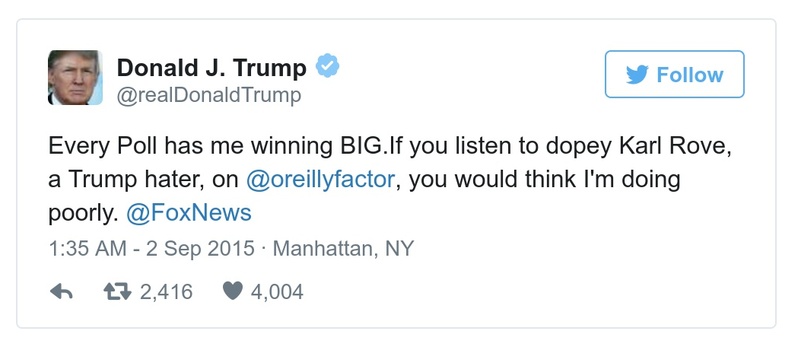 Donald J. Trump
@realDonaldTrump
Follow
Every Poll has me winning BIG.If you listen to dopey Karl Rove,
a Trump hater, on @oreillyfactor, you would think I'm doing
poorly. @FoxNews
1:35 AM - 2 Sep 2015 · Manhattan, NY
2,416 4,004